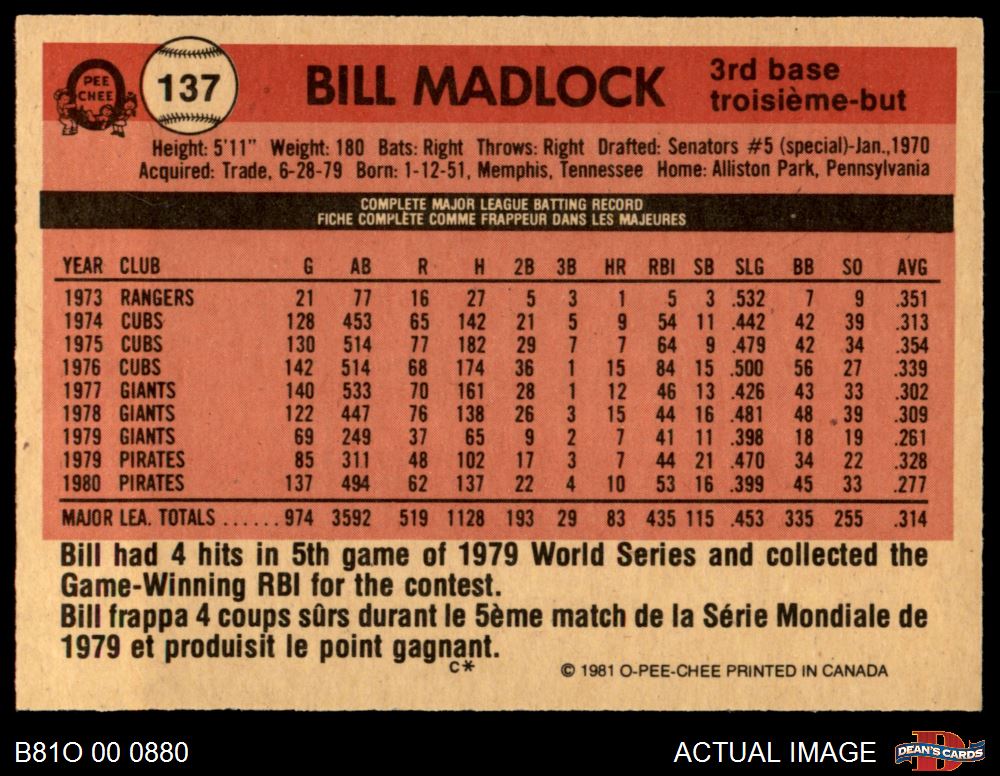 PEE
CHEE
137
BILL MADLOCK
3rd base
troisième-but
Height: 5'11" Weight: 180 Bats: Right Throws: Right Drafted: Senators #5 (special)-Jan.,1970
Acquired: Trade, 6-28-79 Born: 1-12-51, Memphis, Tennessee Home: Alliston Park, Pennsylvania
COMPLETE MAJOR LEAGUE BATTING RECORD
FICHE COMPLÈTE COMME FRAPPEUR DANS LES MAJEURES
YEAR CLUB G AB R H 2B 3B HR RBI SB SLG BB SO AVG
1973 RANGERS 21 77 16 27 5 3 1 5 3 .532 7 9 .351
1974 CUBS 128 453 65 142 21 5 9 54 11 .442 42 39 .313
1975 CUBS 130 514 77 182 29 7 7 64 9 .479 42 34 .354
1976 CUBS 142 514 68 174 36 1 15 84 15 .500 56 27 .339
1977 GIANTS 140 533 70 161 28 1 12 46 13 .426 43 33 .302
1978 GIANTS 122 447 76 138 26 3 15 44 16 .481 48 39 .309
1979 GIANTS 69 249 37 65 9 2 7 41 11 .398 18 19 .261
1979 PIRATES 85 311 48 102 17 3 7 44 21 .470 34 22 .328
1980 PIRATES 137 494 62 137 22 4 10 53 16 .399 45 33 .277
MAJOR LEA. TOTALS ......974 3592 519 1128 193 29 83 435 115 .453 335 255 .314
Bill had 4 hits in 5th game of 1979 World Series and collected the
Game-Winning RBI for the contest.
Bill frappa 4 coups sûrs durant le 5ème match de la Série Mondiale de
1979 et produisit le point gagnant.
C*
© 1981 O-PEE-CHEE PRINTED IN CANADA
B81O 00 0880
ACTUAL IMAGE
DEAN'S CARDS